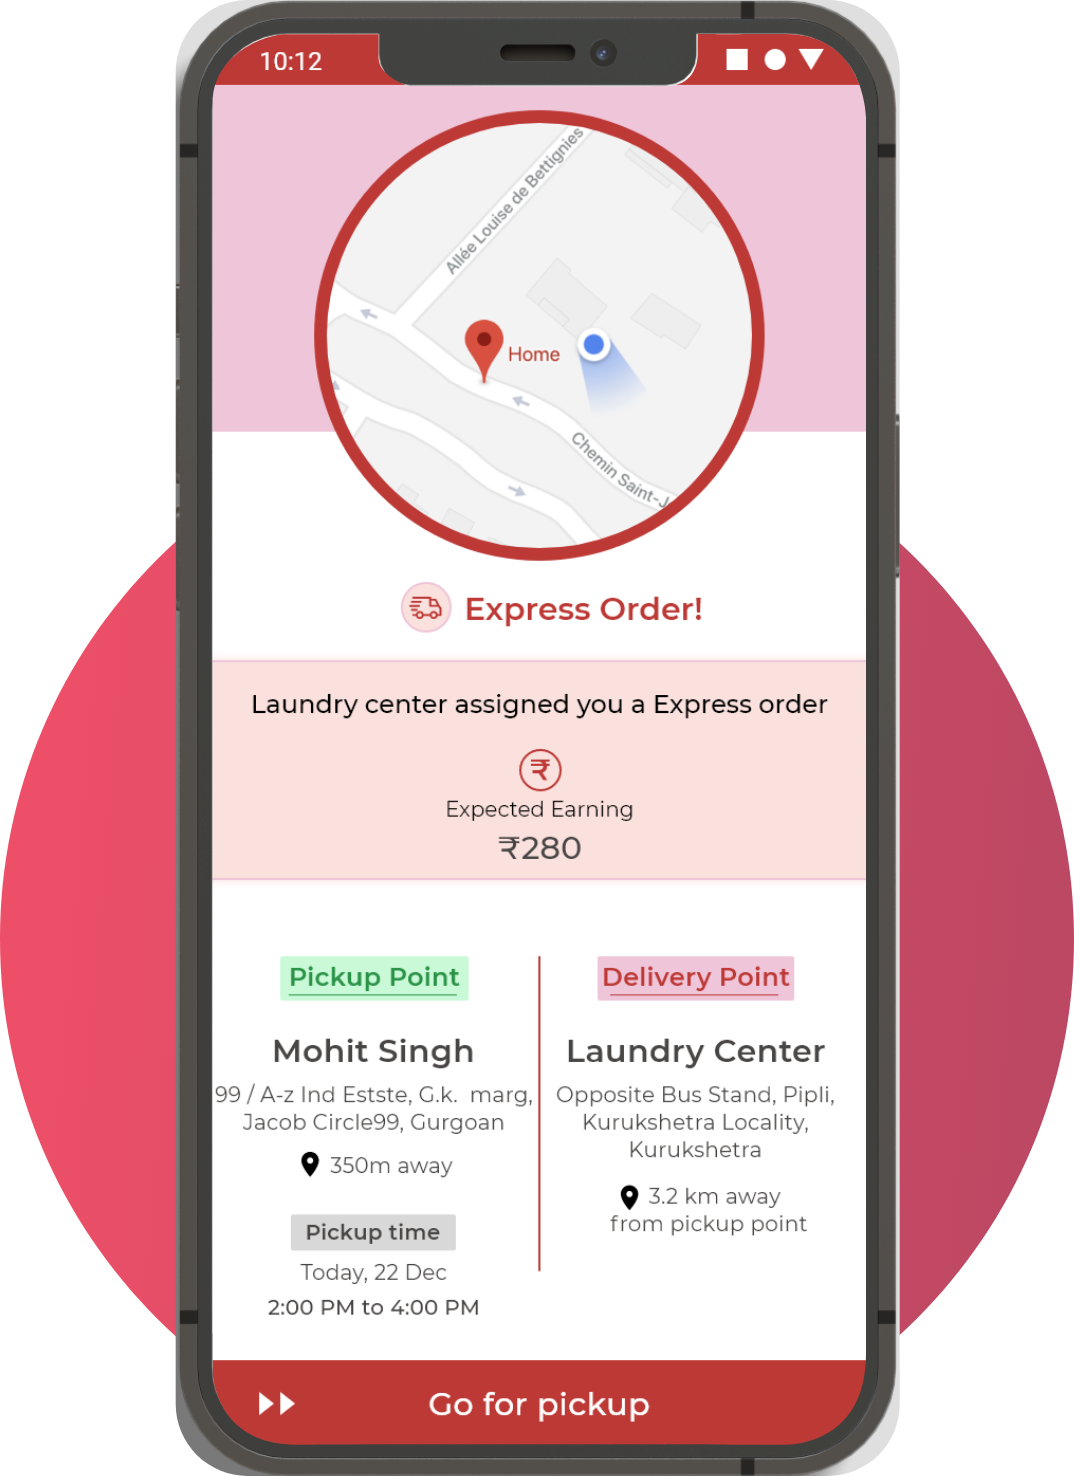 10:12
Allée Louise de Bettignies
Home
Chemin Saint-J
Express Order!
Laundry center assigned you a Express order
₹
Expected Earning
₹280
Pickup Point
Mohit Singh
99 / A-z Ind Estste, G.k. marg,
Jacob Circle99, Gurgoan
350m away
Pickup time
Today, 22 Dec
2:00 PM to 4:00 PM
Delivery Point
Laundry Center
Opposite Bus Stand, Pipli,
Kurukshetra Locality,
Kurukshetra
3.2 km away
from pickup point
Go for pickup